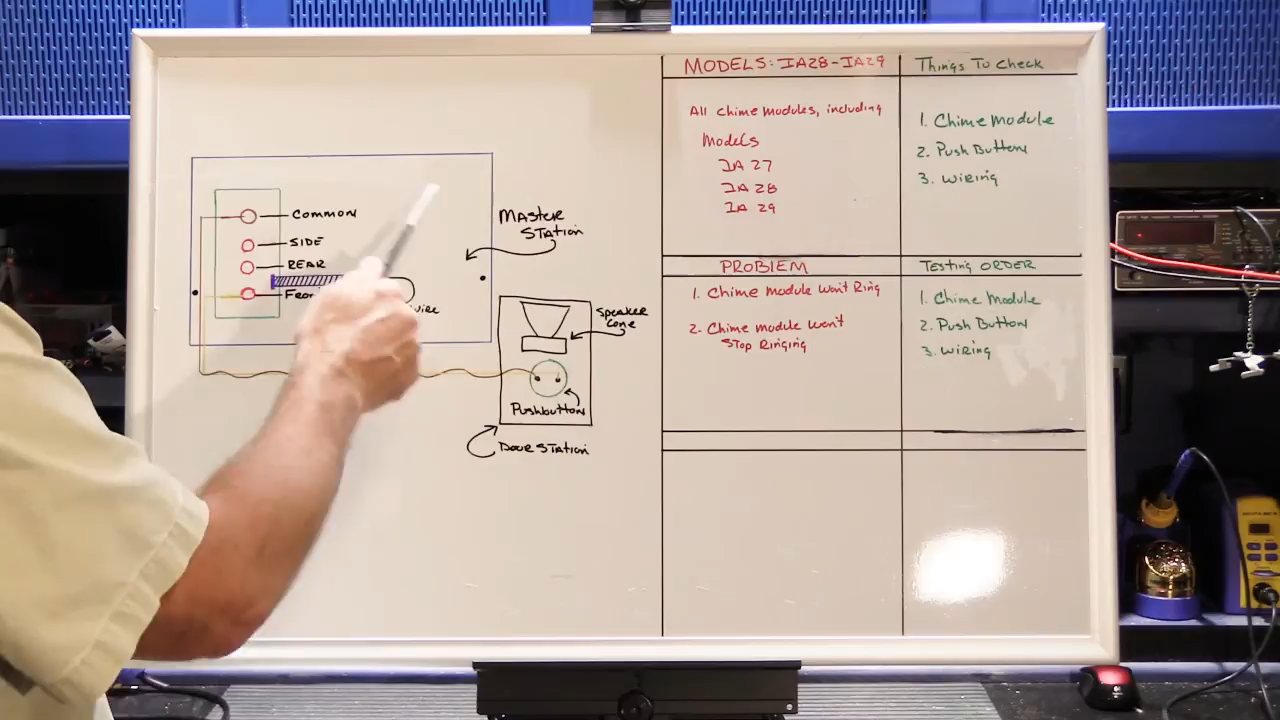 COMMON
SIDE
REAR
MASTER
STATION
SPEAKER
CONE
Pushbutton
Door STATION
MODELS: IA28-IA29
All Chime modules, including
Models
IA 27
IA 28
IA 29
Things To Check
1. Chime Module
2. Push Button
3. Wiring
PROBLEM
1. Chime Module Won't Ring
2. Chime module Won't
Stop Ringing
Testing ORDER
1. Chime Module
2. Push Button
3. Wiring